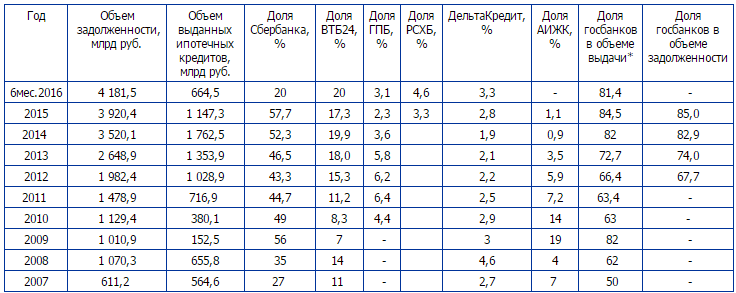 Год | Объем задолженности, млрд руб. | Объем выданных ипотечных кредитов, млрд руб. | Доля Сбербанка, % | Доля ВТБ24, % | Доля ГПБ, % | Доля РСХБ, % | ДельтаКредит, % | Доля АИЖК, % | Доля госбанков в объеме выдачи* | Доля госбанков в объеме задолженности
6мес.2016 | 4 181,5 | 664,5 | 20 | 20 | 3,1 | 4,6 | 3,3 | - | 81,4 | -
2015 | 3 920,4 | 1 147,3 | 57,7 | 17,3 | 2,3 | 3,3 | 2,8 | 1,1 | 84,5 | 85,0
2014 | 3 520,1 | 1 762,5 | 52,3 | 19,9 | 3,6 | | 1,9 | 0,9 | 82 | 82,9
2013 | 2 648,9 | 1 353,9 | 46,5 | 18,0 | 5,8 | | 2,1 | 3,5 | 72,7 | 74,0
2012 | 1 982,4 | 1 028,9 | 43,3 | 15,3 | 6,2 | | 2,2 | 5,9 | 66,4 | 67,7
2011 | 1 478,9 | 716,9 | 44,7 | 11,2 | 6,4 | | 2,5 | 7,2 | 63,4 | -
2010 | 1 129,4 | 380,1 | 49 | 8,3 | 4,4 | | 2,9 | 14 | 63 | -
2009 | 1 010,9 | 152,5 | 56 | 7 | - | | 3 | 19 | 82 | -
2008 | 1 070,3 | 655,8 | 35 | 14 | - | | 4,6 | 4 | 62 | -
2007 | 611,2 | 564,6 | 27 | 11 | - | | 2,7 | 7 | 50 | -